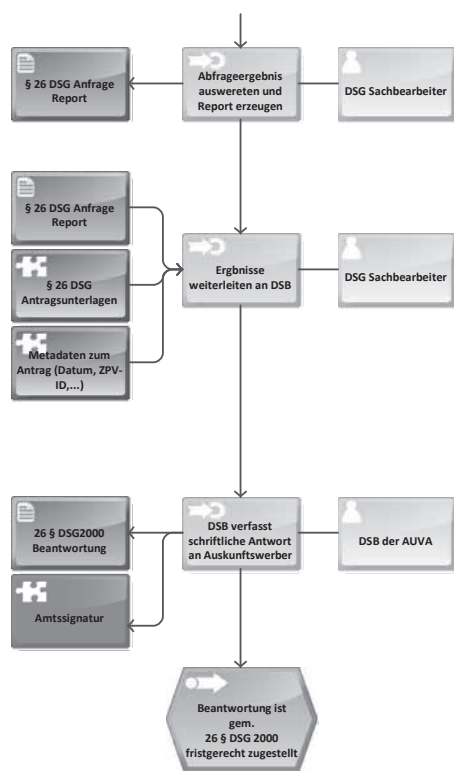 § 26 DSG Anfrage
Report
Abfrageergebnis
auswereten und
Report erzeugen
DSG Sachbearbeiter
§ 26 DSG Anfrage
Report
§ 26 DSG
Antragsunterlagen
Metadaten zum
Antrag (Datum, ZPV-
ID,...)
Ergbnisse
weiterleiten an DSB
DSG Sachbearbeiter
26 § DSG2000
Beantwortung
Amtssignatur
DSB verfasst
schriftliche Antwort
an Auskunftswerber
DSB der AUVA
Beantwortung ist
gem.
26 § DSG 2000
fristgerecht zugestellt